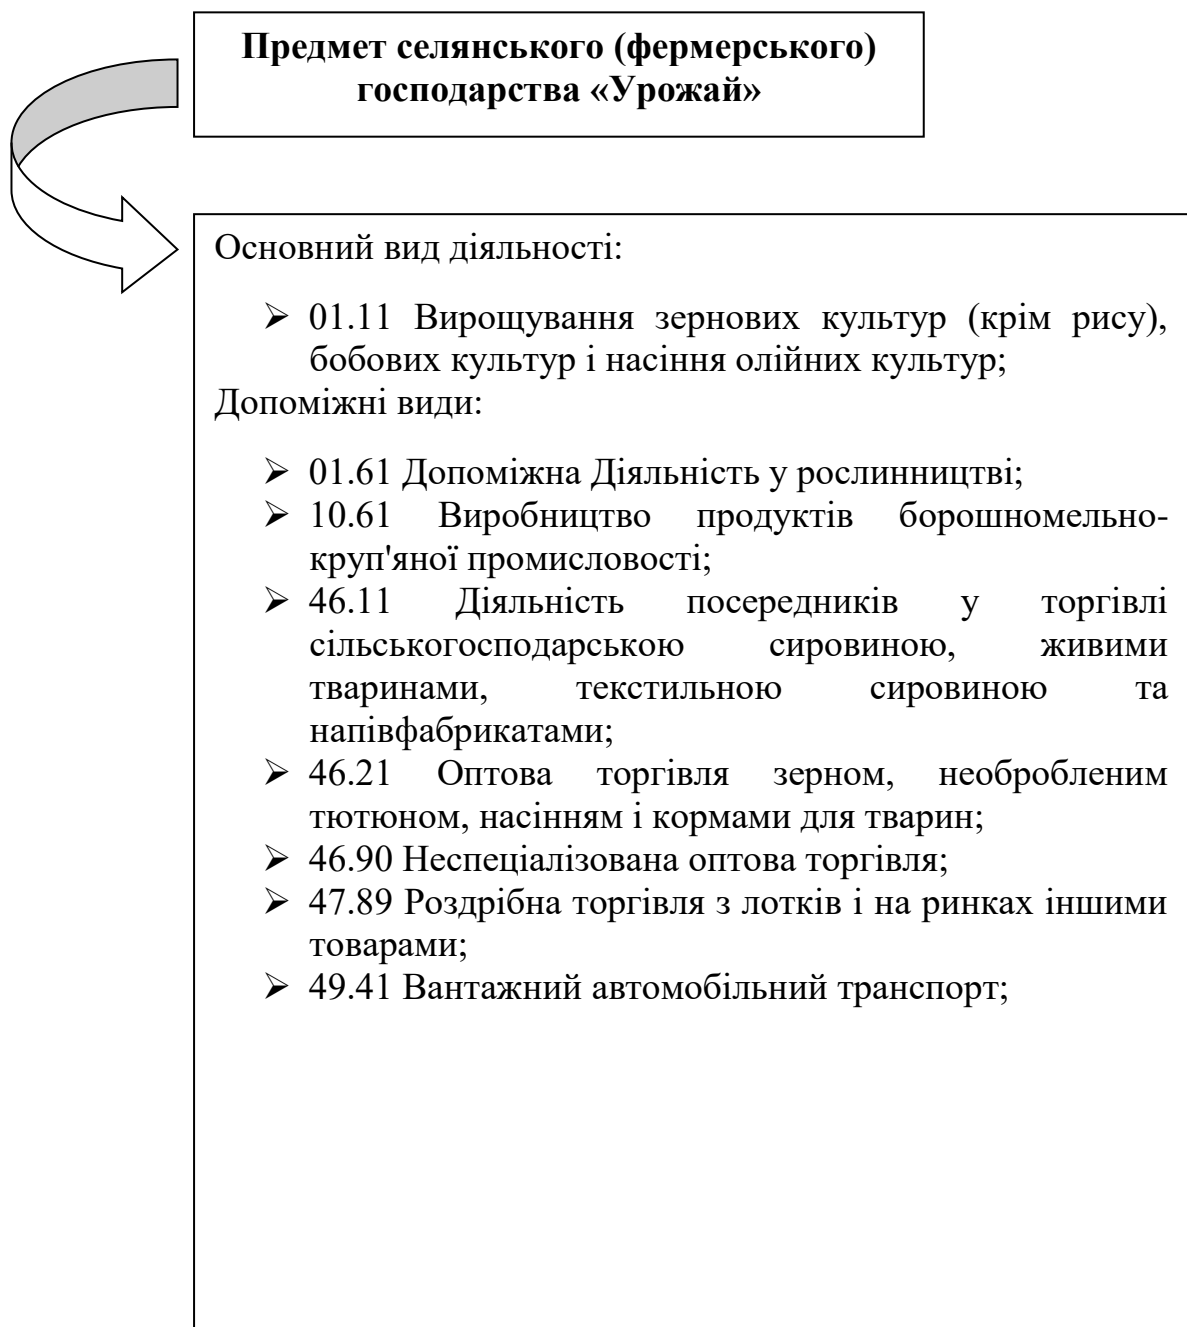 Предмет селянського (фермерського)
господарства «Урожай»
Основний вид діяльності:
➢ 01.11 Вирощування зернових культур (крім рису),
бобових культур і насіння олійних культур;
Допоміжні види:
➢ 01.61 Допоміжна Діяльність у рослинництві;
➢ 10.61 Виробництво продуктів борошномельно-
круп'яної промисловості;
➢ 46.11 Діяльність посередників у торгівлі
сільськогосподарською сировиною, живими
тваринами, текстильною сировиною та
напівфабрикатами;
➢ 46.21 Оптова торгівля зерном, необробленим
тютюном, насінням і кормами для тварин;
➢ 46.90 Неспеціалізована оптова торгівля;
➢ 47.89 Роздрібна торгівля з лотків і на ринках іншими
товарами;
➢ 49.41 Вантажний автомобільний транспорт;